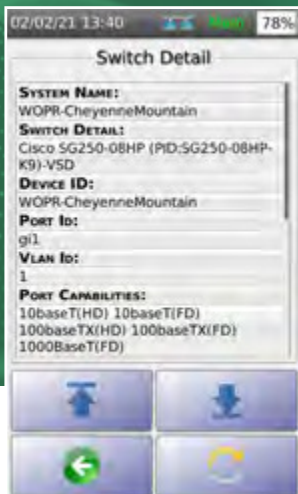 02/02/21 13:40 78%
Switch Detail
SYSTEM NAME:
WOPR-CheyenneMountain
SWITCH DETAIL:
Cisco SG250-08HP (PID:SG250-08HP-
K9)-VSD
DEVICE ID:
WOPR-CheyenneMountain
PORT ID:
gi1
VLAN ID:
1
PORT CAPABILITIES:
10baseT(HD) 10baseT(FD)
100baseTX(HD) 100baseTX(FD)
1000BaseT(FD)